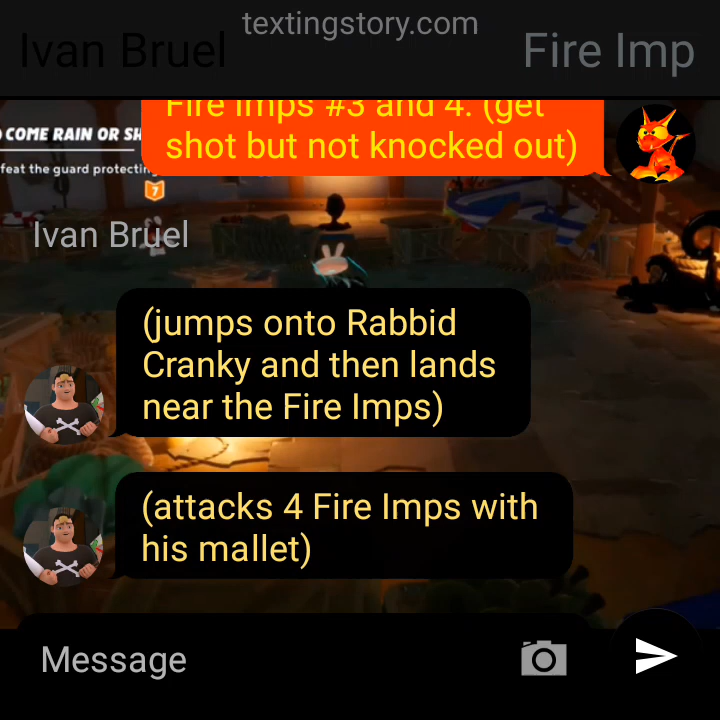 textingstory.com
Ivan Bruel
Fire Imp
Fire Imps #3 and 4. (get
shot but not knocked out)
COME RAIN OR SH
feat the guard protectin
7
Ivan Bruel
(jumps onto Rabbid
Cranky and then lands
near the Fire Imps)
(attacks 4 Fire Imps with
his mallet)
Message